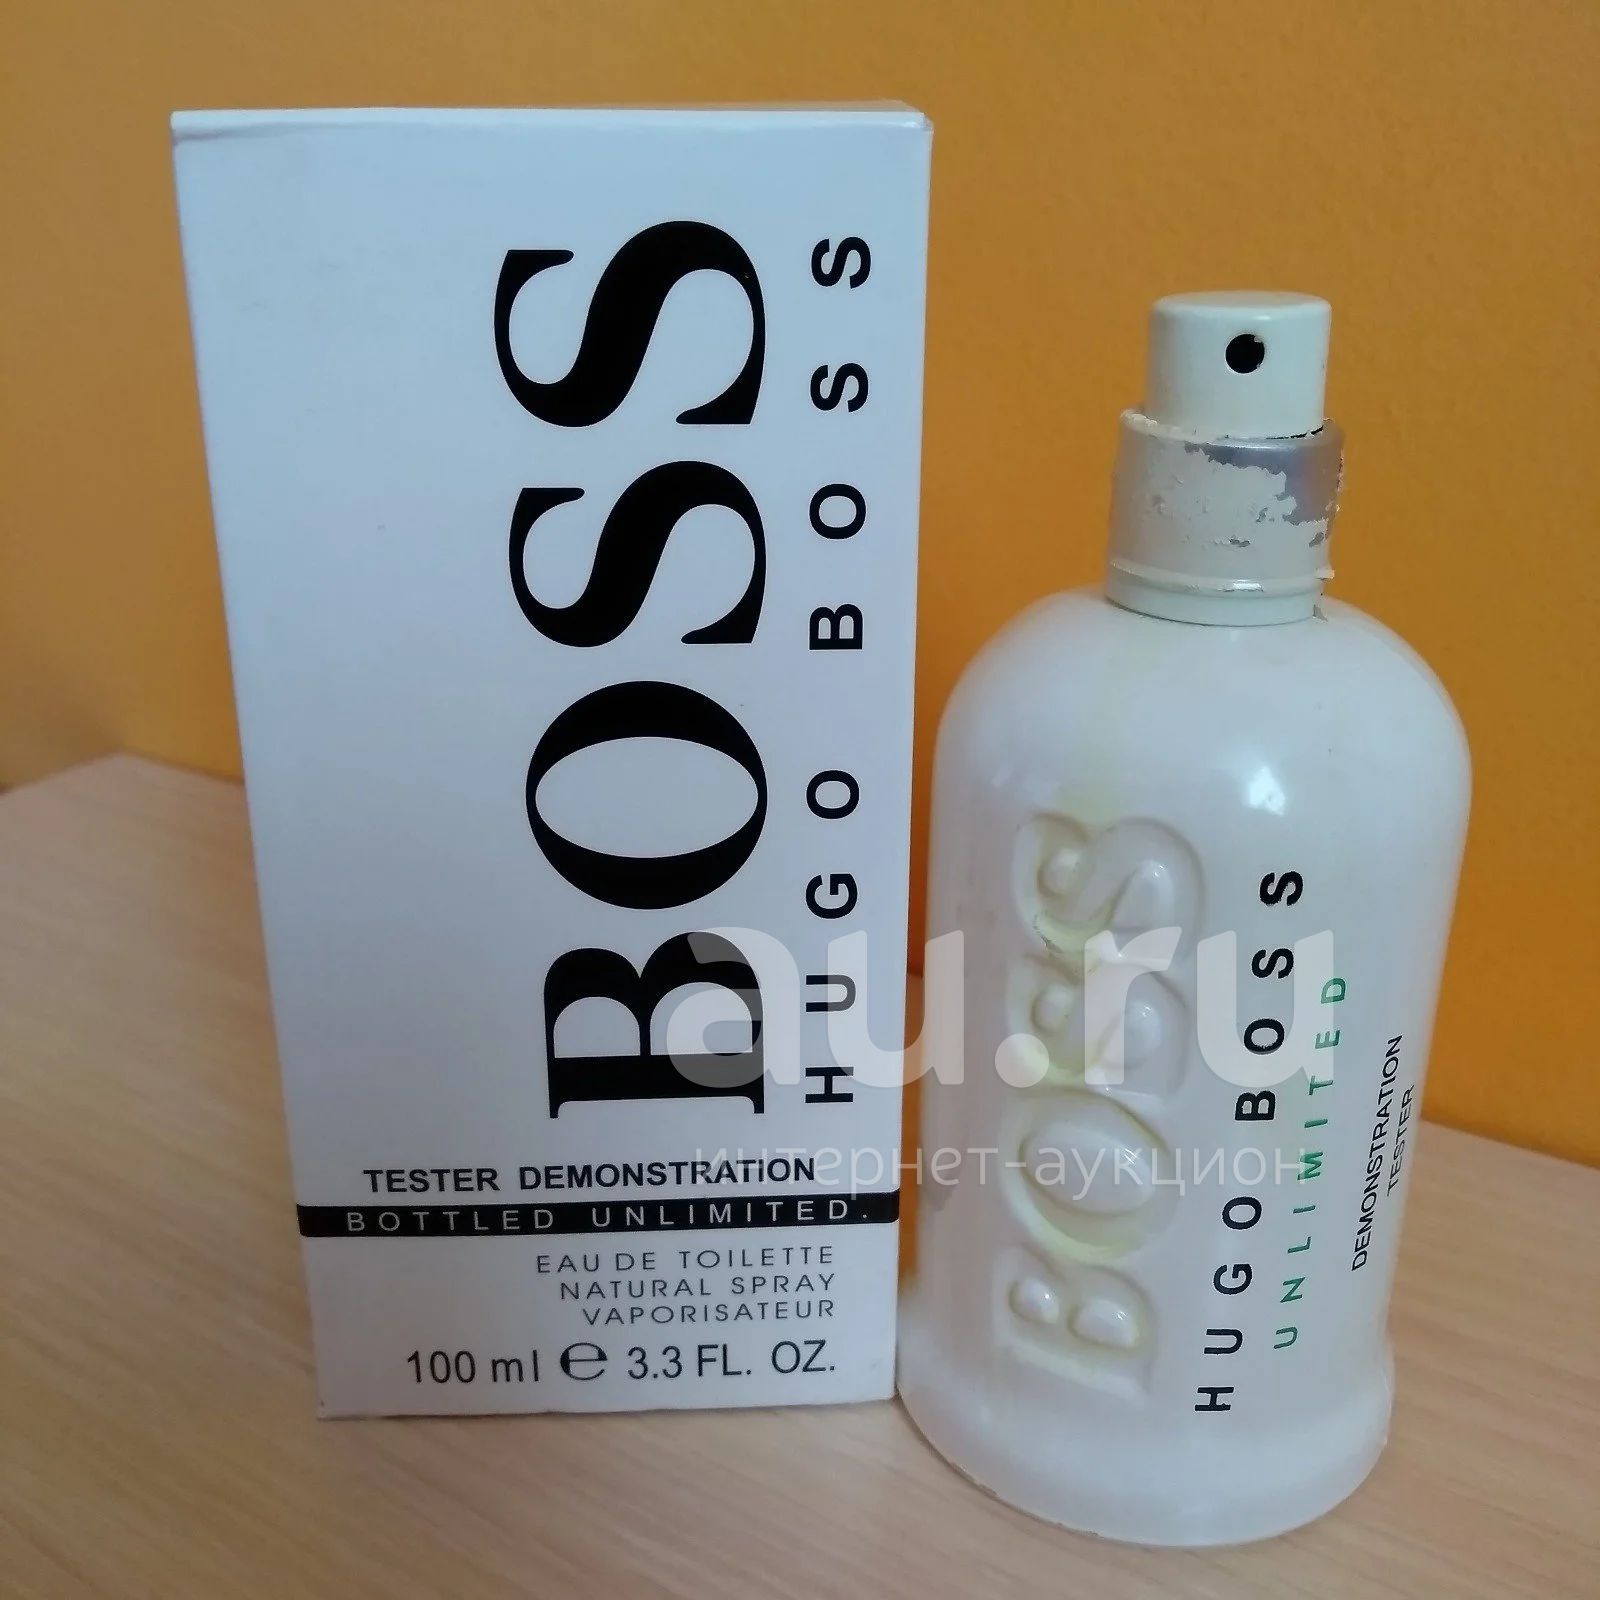 BOSS
HUGO BOSS
TESTER DEMONSTRATiON
BOTTLED UNLIMITED.
EAU DE TOILETTE
NATURAL SPRAY
VAPORISATEUR
100 ml e 3.3 FL. OZ.
BOSS
HUGO BOSS
UNLIMITED
DEMONSTRATION
TESTER
au.ru
интернет-аукцион